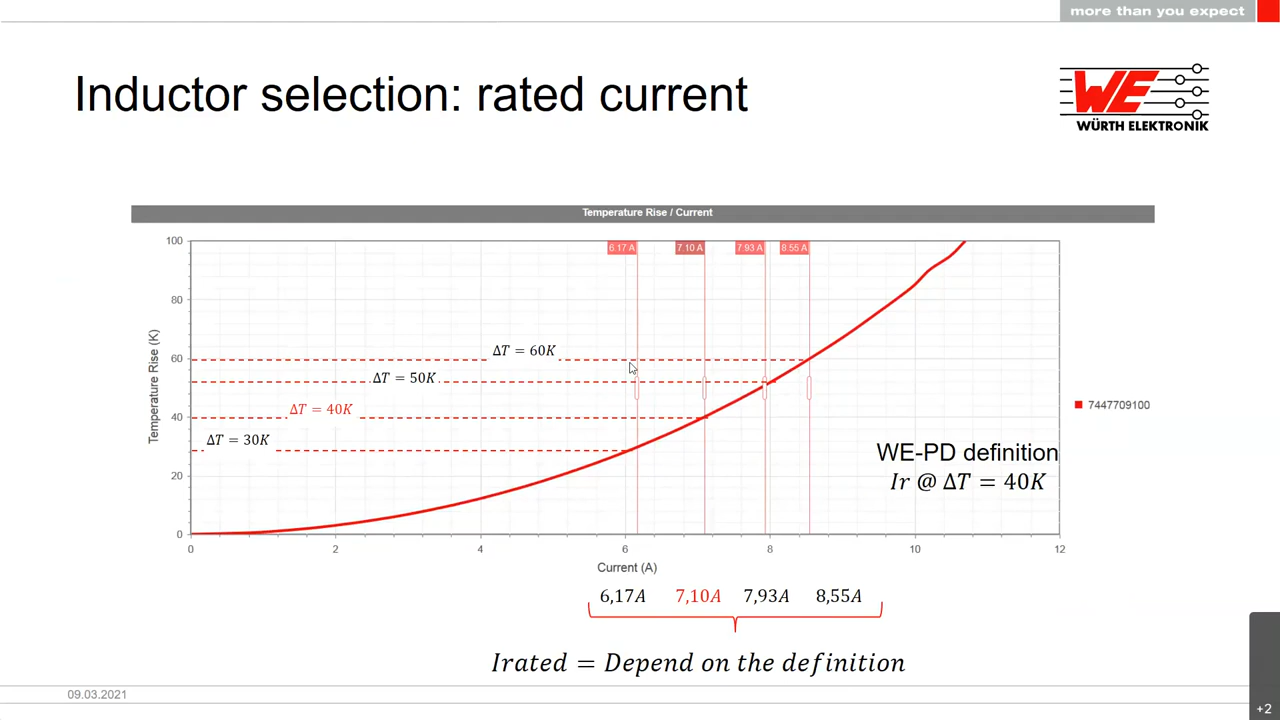 more than you expect
Inductor selection: rated current
WE
WÜRTH ELEKTRONIK
Temperature Rise / Current
100
80
60
40
20
0
Temperature Rise (K)
6.17 A
7.10 A
7.93 A
8.55 A
ΔT = 60K
ΔT = 50K
ΔT = 40K
ΔT = 30K
7447709100
WE-PD definition
Ir @ ΔT = 40K
0 2 4 6 8 10 12
Current (A)
6,17A 7,10A 7,93A 8,55A
Irated = Depend on the definition
09.03.2021
+2